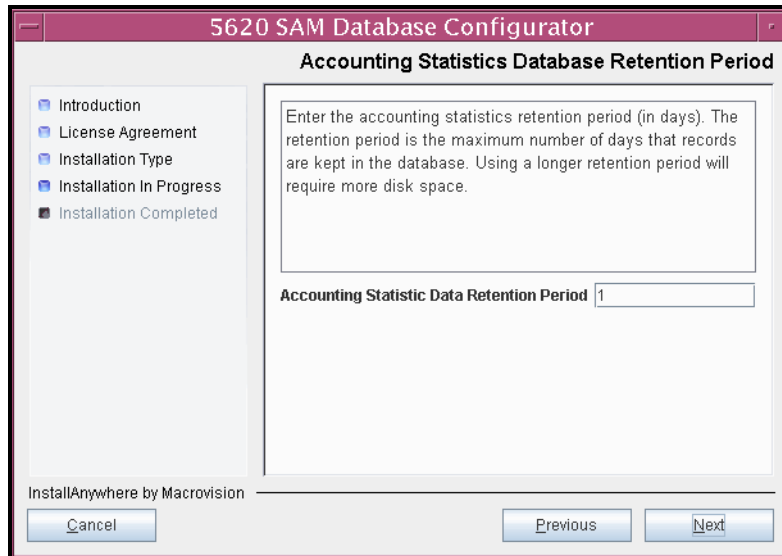 5620 SAM Database Configurator
Accounting Statistics Database Retention Period
Introduction
License Agreement
Installation Type
Installation In Progress
Installation Completed
Enter the accounting statistics retention period (in days). The
retention period is the maximum number of days that records
are kept in the database. Using a longer retention period will
require more disk space.
Accounting Statistic Data Retention Period 1
InstallAnywhere by Macrovision
Cancel
Previous
Next